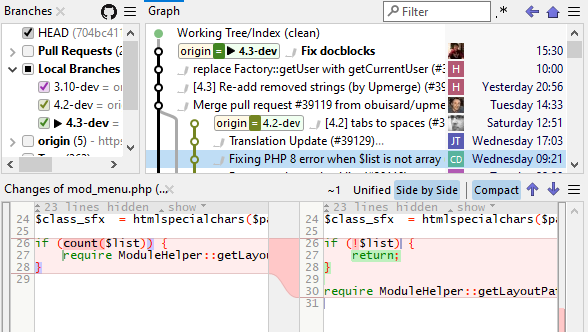 Branches
HEAD (704bc411
Pull Requests (3)
Local Branches
3.10-dev = ori
4.2-dev = orig
4.3-dev = o
origin (5) - https
Graph
Filter
.*
Working Tree/Index (clean)
origin = 4.3-dev Fix docblocks 15:30
replace Factory::getUser with getCurrentUser (#3 H 10:00
[4.3] Re-add removed strings (by Upmerge) (#39 H Yesterday 20:56
Merge pull request #39119 from obuisard/upme Tuesday 14:33
origin = 4.2-dev [4.2] tabs to spaces (# Saturday 12:51
Translation Update (#39129)... JT Wednesday 17:03
Fixing PHP 8 error when $list is not array CD Wednesday 09:21
Changes of mod_menu.php (...
~1 Unified Side by Side Compact
23 lines hidden show
24 $class_sfx = htmlspecialchars($pa
25
26 if (count($list)) {
27 require ModuleHelper::getLayou
28 }
29
23 lines hidden show
24 $class_sfx = htmlspecialchars($pa
25
26 if (!$list) {
27 return;
28 }
29
30 require ModuleHelper::getLayoutPat
31